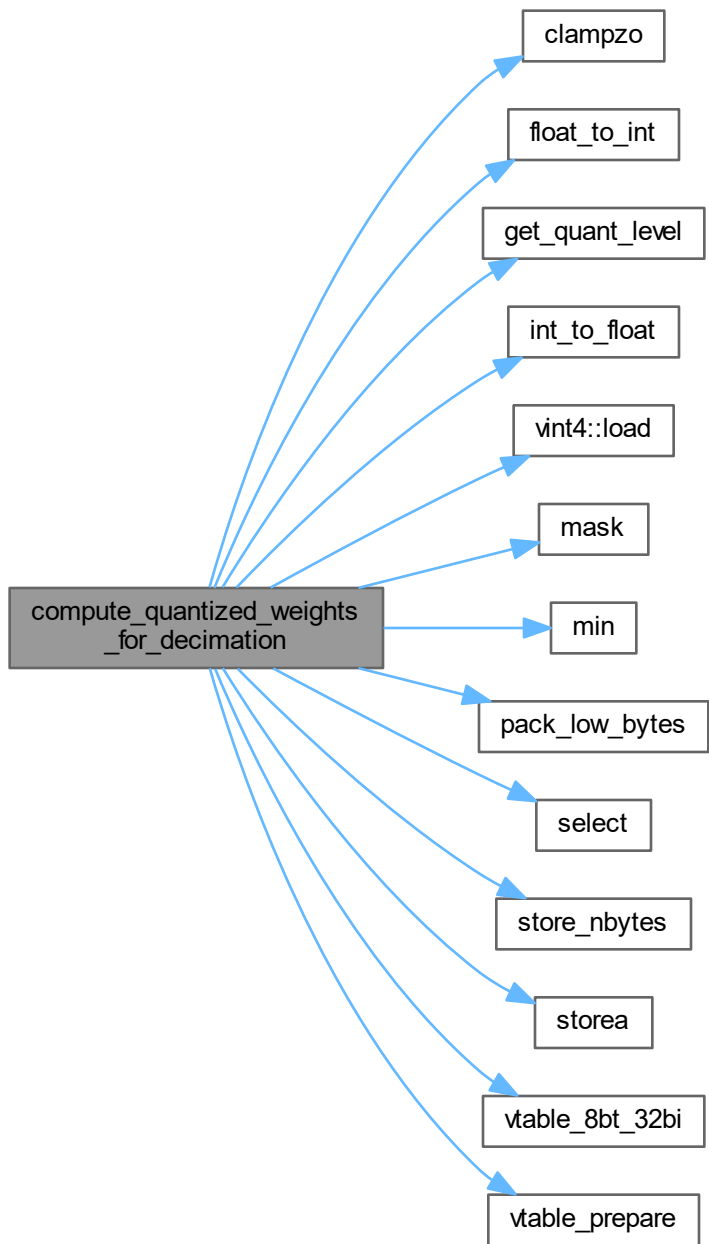 clampzo
float_to_int
get_quant_level
int_to_float
vint4::load
mask
compute_quantized_weights
_for_decimation
min
pack_low_bytes
select
store_nbytes
storea
vtable_8bt_32bi
vtable_prepare